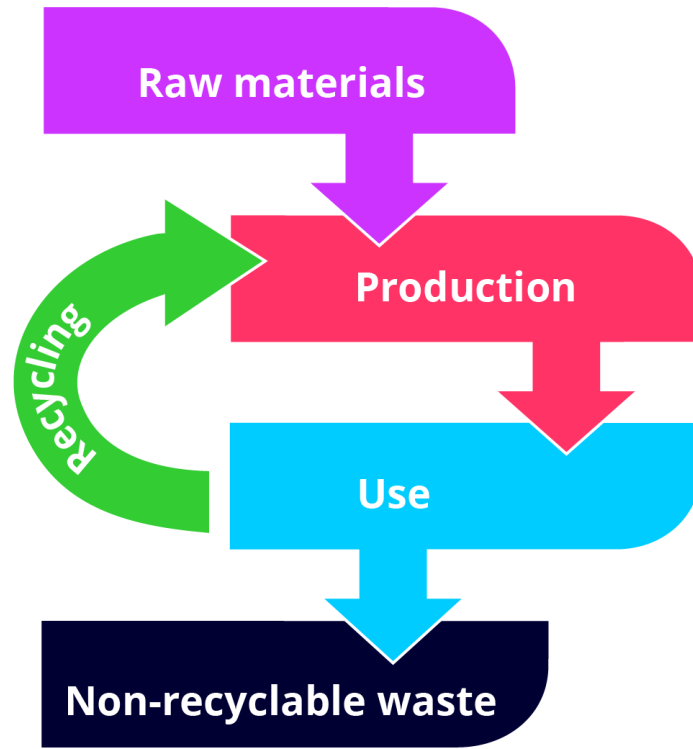 Raw materials
Production
Recycling
Use
Non-recyclable waste